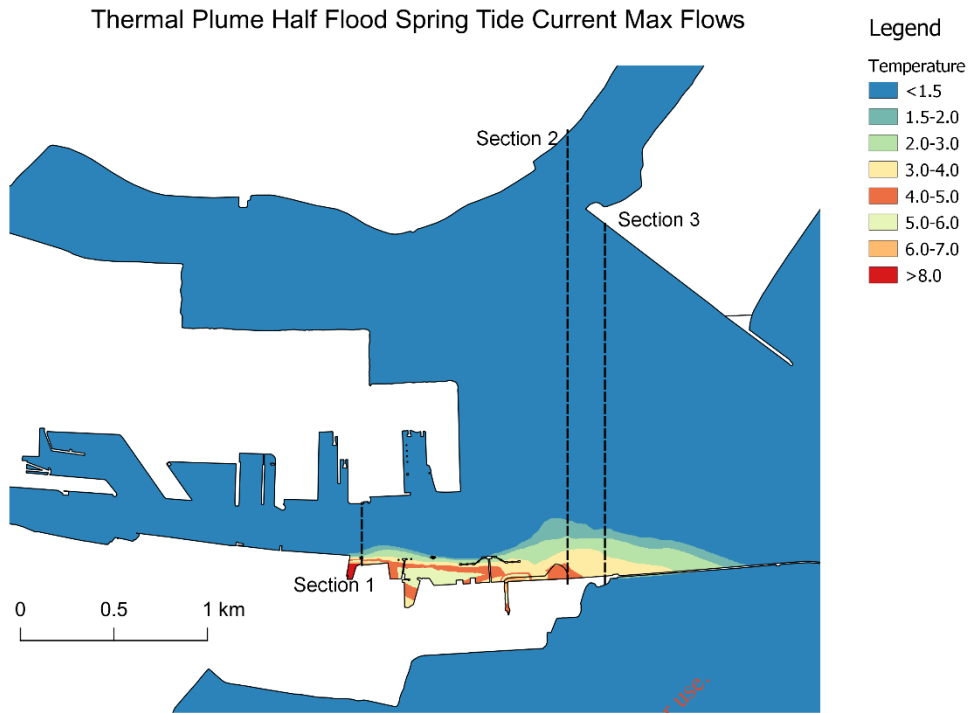 Thermal Plume Half Flood Spring Tide Current Max Flows
Legend
Temperature
<1.5
1.5-2.0
2.0-3.0
3.0-4.0
4.0-5.0
5.0-6.0
6.0-7.0
>8.0
Section 2
Section 3
Section 1
0 0.5 1 km
use.